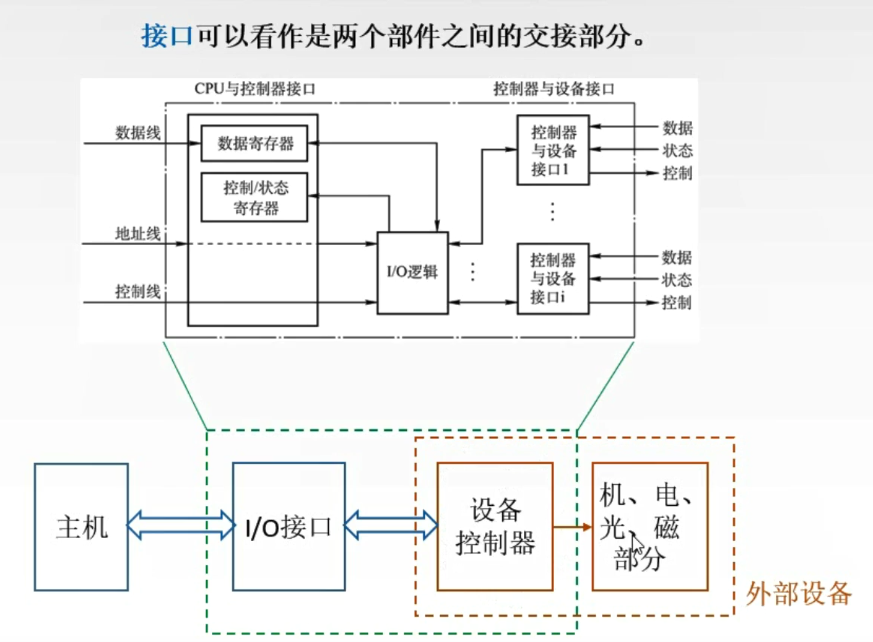 接口可以看作是两个部件之间的交接部分。
CPU与控制器接口
控制器与设备接口
数据线
数据寄存器
控制/状态
寄存器
地址线
控制线
I/O逻辑
控制器
与设备
接口1
数据
状态
控制
⋮
⋮
控制器
与设备
接口i
数据
状态
控制
主机
I/O接口
设备
控制器
机、电、
光、磁
部分
外部设备